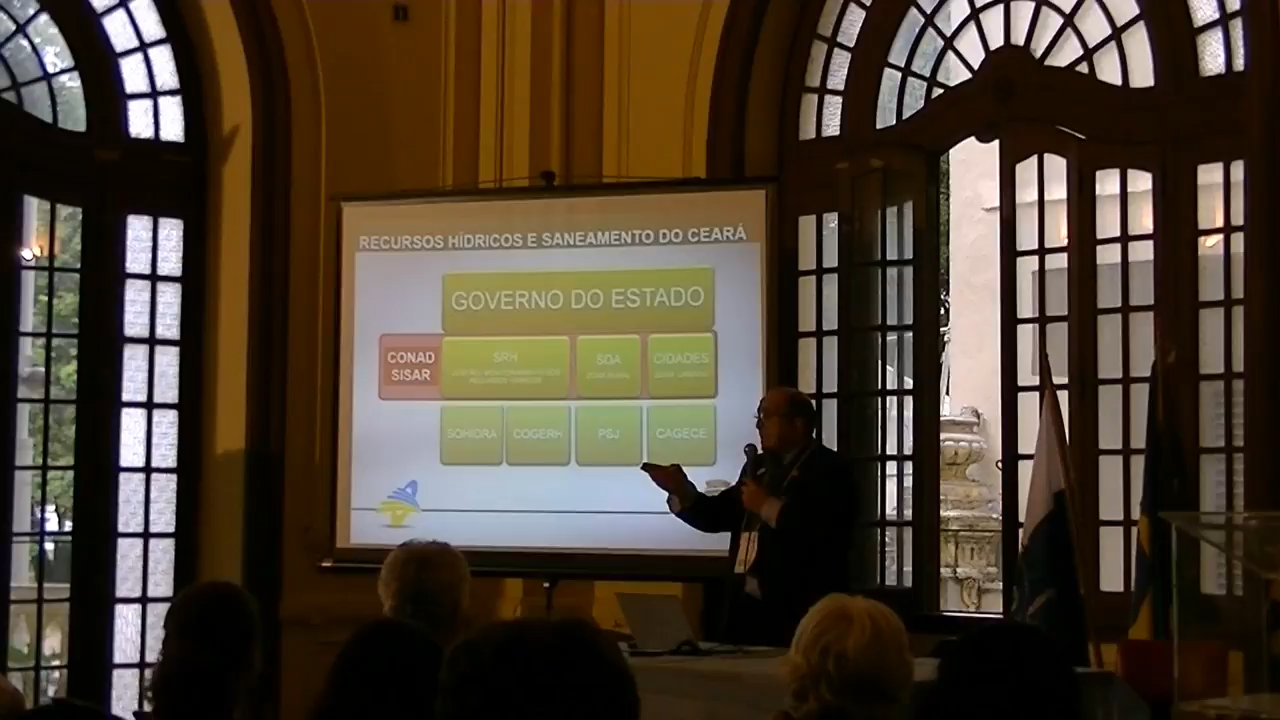 RECURSOS HÍDRICOS E SANEAMENTO DO CEARÁ
GOVERNO DO ESTADO
CONAD
SISAR
SRH
SDA
CIDADES
SOHIDRA
COGERH
PSJ
CAGECE